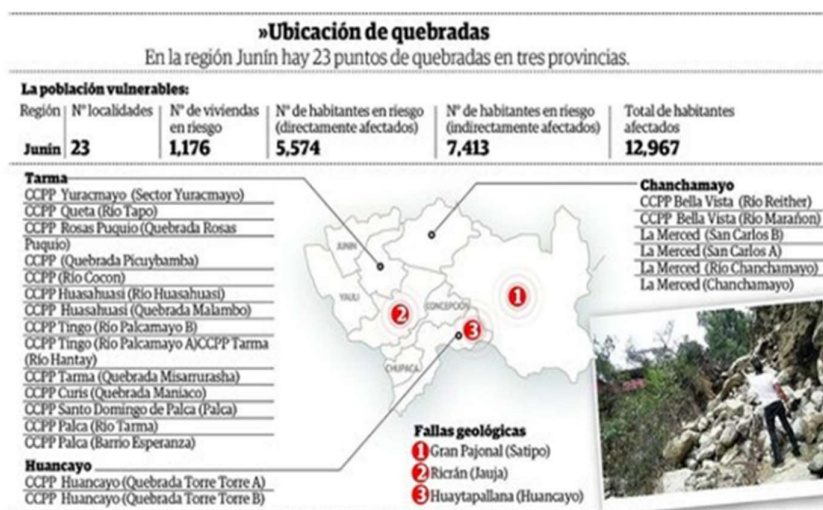 »Ubicación de quebradas
En la región Junín hay 23 puntos de quebradas en tres provincias.
La población vulnerables:
Región
N° localidades
N° de viviendas
en riesgo
N° de habitantes en riesgo
(directamente afectados)
N° de habitantes en riesgo
(indirectamente afectados)
Total de habitantes
afectados
Junín 23 1,176 5,574 7,413 12,967
Tarma
CCPP Yuracmayo (Sector Yuracmayo)
CCPP Queta (Río Tapo)
CCPP Rosas Puquio (Quebrada Rosas
Puquio)
CCPP (Quebrada Picuybamba)
CCPP (Río Cocon)
CCPP Huasahuasi (Río Huasahuasi)
CCPP Huasahuasi (Quebrada Malambo)
CCPP Tingo (Río Palcamayo B)
CCPP Tingo (Río Palcamayo A)CCPP Tarma
(Río Hantay)
CCPP Tarma (Quebrada Misarrurasha)
CCPP Curis (Quebrada Maniaco)
CCPP Santo Domingo de Palca (Palca)
CCPP Palca (Río Tarma)
CCPP Palca (Barrio Esperanza)
Huancayo
CCPP Huancayo (Quebrada Torre Torre A)
CCPP Huancayo (Quebrada Torre Torre B)
JUNIN
YAULI
CONCEPCIÓN
CHUPACA
1
2
3
Chanchamayo
CCPP Bella Vista (Río Reither)
CCPP Bella Vista (Río Marañon)
La Merced (San Carlos B)
La Merced (San Carlos A)
La Merced (Río Chanchamayo)
La Merced (Chanchamayo)
Fallas geológicas
1 Gran Pajonal (Satipo)
2 Ricrán (Jauja)
3 Huaytapallana (Huancayo)